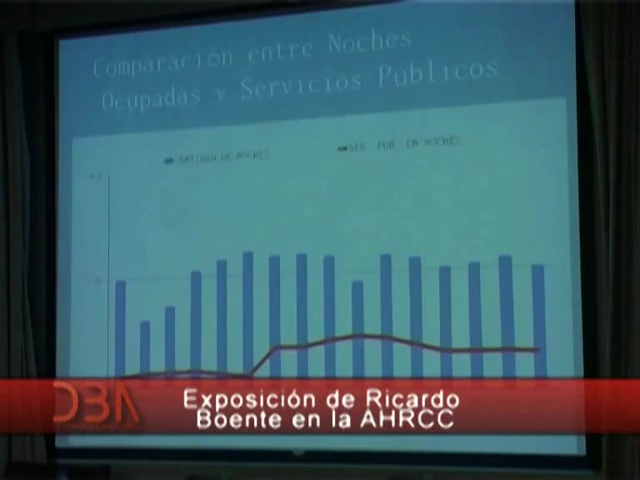 Comparación entre Noches
Ocupadas y Servicios Públicos
CANTIDAD DE NOCHES
SER. PUB. EN NOCHES
DBA
Exposición de Ricardo
Boente en la AHRCC